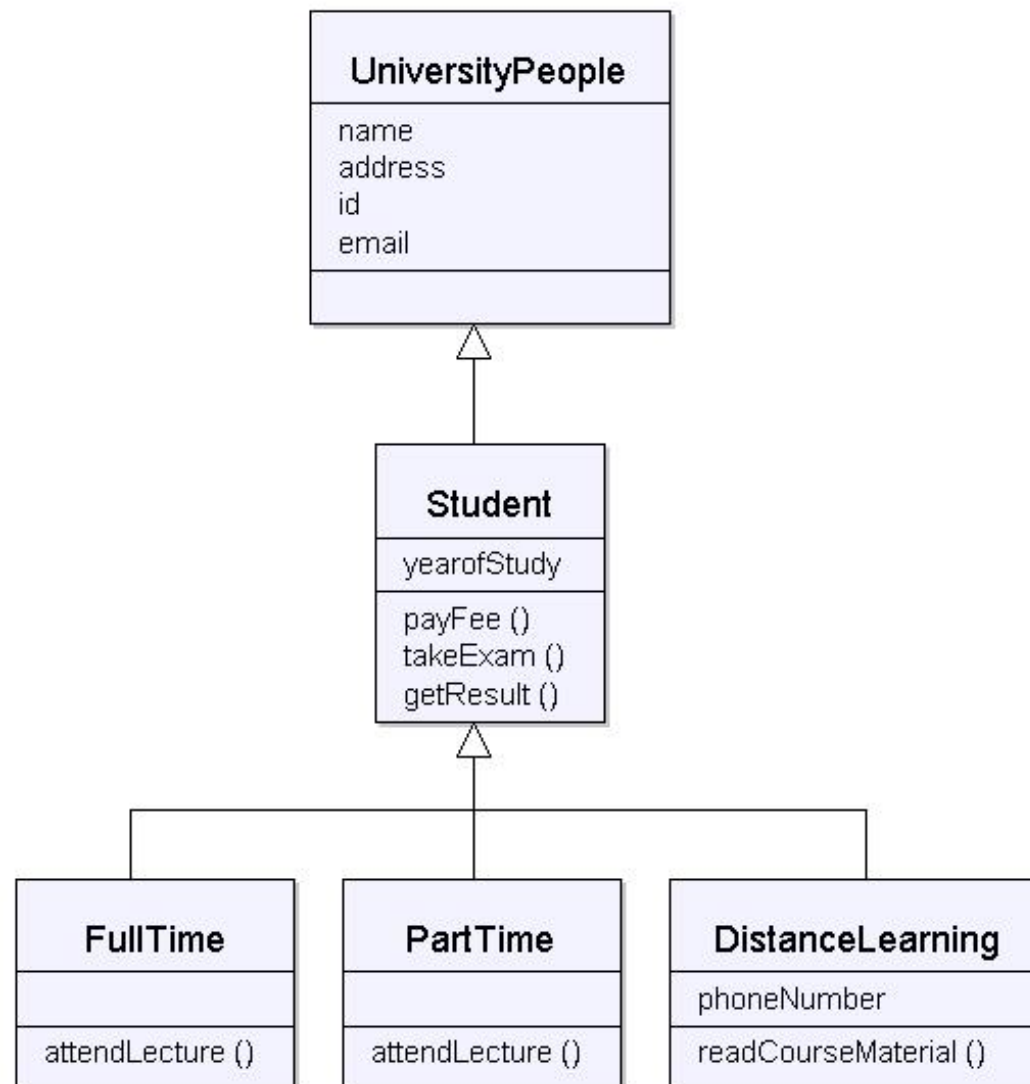 UniversityPeople
name
address
id
email
Student
yearofStudy
payFee ()
takeExam ()
getResult ()
FullTime
attendLecture ()
PartTime
attendLecture ()
DistanceLearning
phoneNumber
readCourseMaterial ()